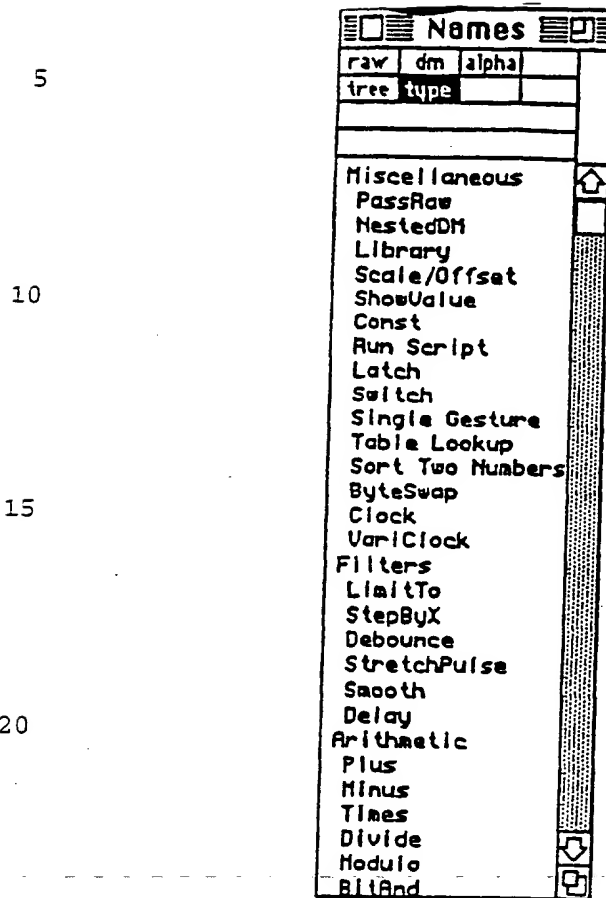 Names
raw dm alpha
tree type
5
Miscellaneous
PassRaw
NestedDM
Library
Scale/Offset
10
ShowValue
Const
Run Script
Latch
Switch
Single Gesture
Table Lookup
Sort Two Numbers
ByteSwap
15
Clock
VariClock
Filters
LimitTo
StepByX
Debounce
StretchPulse
Smooth
Delay
20
Arithmetic
Plus
Minus
Times
Divide
Modulo
BitAnd